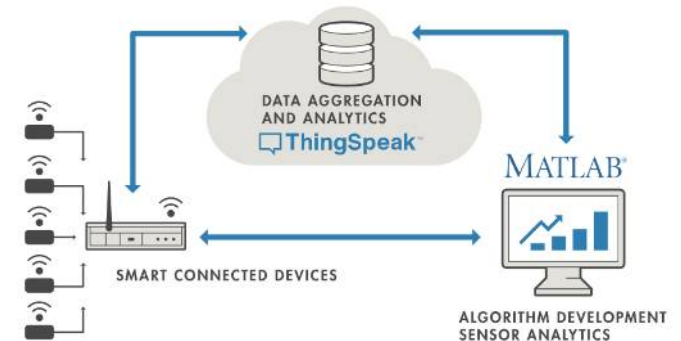 DATA AGGREGATION
AND ANALYTICS
ThingSpeak™
MATLAB®
SMART CONNECTED DEVICES
ALGORITHM DEVELOPMENT
SENSOR ANALYTICS